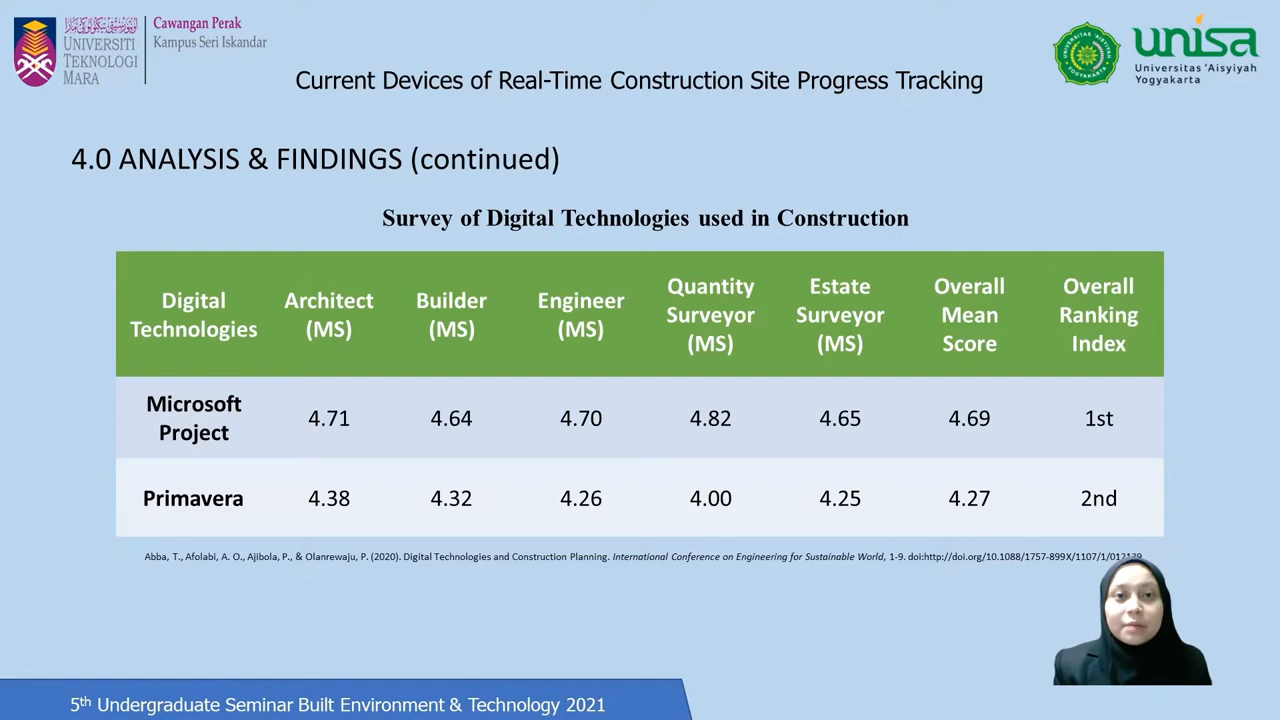 UNIVERSITI
TEKNOLOGI
MARA
Cawangan Perak
Kampus Seri Iskandar
unisa
Universitas 'Aisyiyah
Yogyakarta
Current Devices of Real-Time Construction Site Progress Tracking
4.0 ANALYSIS & FINDINGS (continued)
Survey of Digital Technologies used in Construction
Digital Technologies Architect (MS) Builder (MS) Engineer (MS) Quantity Surveyor (MS) Estate Surveyor (MS) Overall Mean Score Overall Ranking Index
Microsoft Project 4.71 4.64 4.70 4.82 4.65 4.69 1st
Primavera 4.38 4.32 4.26 4.00 4.25 4.27 2nd
Abba, T., Afolabi, A. O., Ajibola, P., & Olanrewaju, P. (2020). Digital Technologies and Construction Planning. International Conference on Engineering for Sustainable World, 1-9. doi:http://doi.org/10.1088/1757-899X/1107/1/012129
5th Undergraduate Seminar Built Environment & Technology 2021